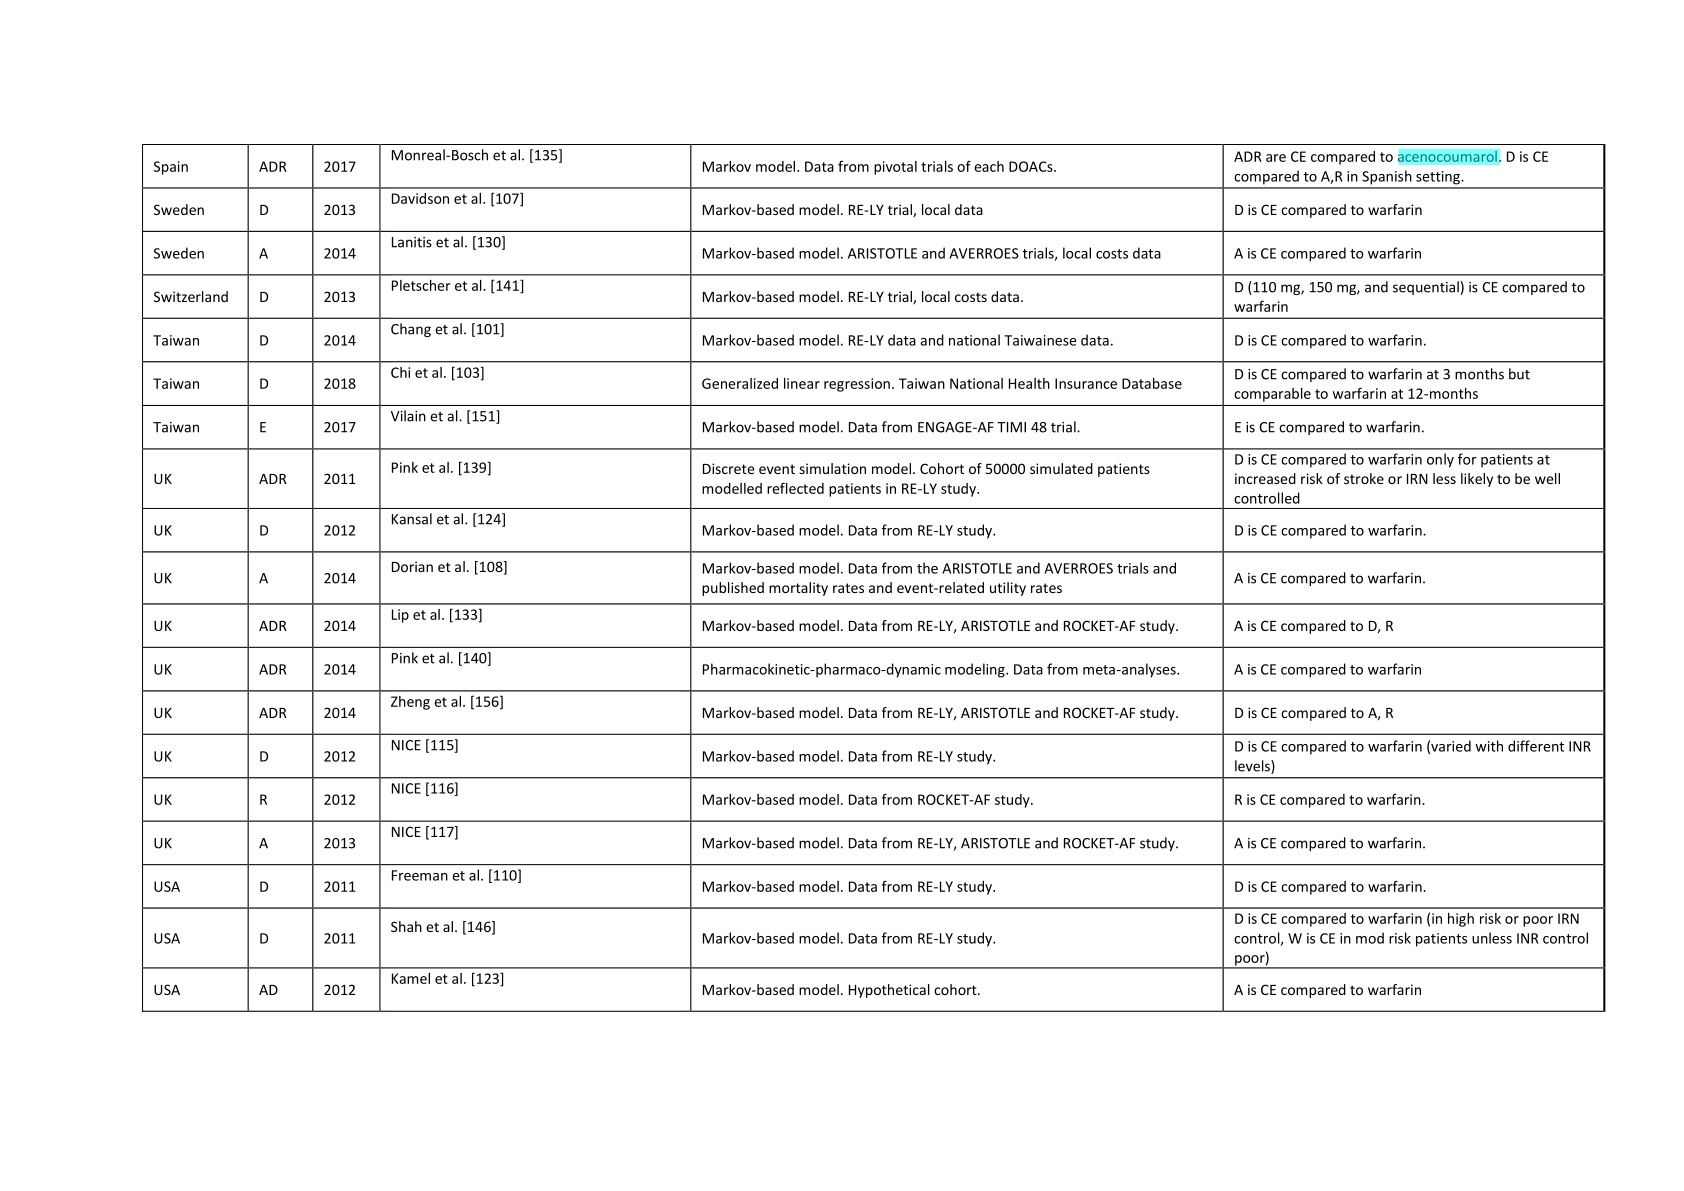 Spain ADR 2017 Monreal-Bosch et al. [135] Markov model. Data from pivotal trials of each DOACs. ADR are CE compared to acenocoumarol. D is CE
compared to A,R in Spanish setting.
Sweden D 2013 Davidson et al. [107] Markov-based model. RE-LY trial, local data D is CE compared to warfarin
Sweden A 2014 Lanitis et al. [130] Markov-based model. ARISTOTLE and AVERROES trials, local costs data A is CE compared to warfarin
Switzerland D 2013 Pletscher et al. [141] Markov-based model. RE-LY trial, local costs data. D (110 mg, 150 mg, and sequential) is CE compared to
warfarin
Taiwan D 2014 Chang et al. [101] Markov-based model. RE-LY data and national Taiwainese data. D is CE compared to warfarin.
Taiwan D 2018 Chi et al. [103] Generalized linear regression. Taiwan National Health Insurance Database D is CE compared to warfarin at 3 months but
comparable to warfarin at 12-months
Taiwan E 2017 Vilain et al. [151] Markov-based model. Data from ENGAGE-AF TIMI 48 trial. E is CE compared to warfarin.
UK ADR 2011 Pink et al. [139] Discrete event simulation model. Cohort of 50000 simulated patients
modelled reflected patients in RE-LY study.
D is CE compared to warfarin only for patients at
increased risk of stroke or IRN less likely to be well
controlled
UK D 2012 Kansal et al. [124] Markov-based model. Data from RE-LY study. D is CE compared to warfarin.
UK A 2014 Dorian et al. [108] Markov-based model. Data from the ARISTOTLE and AVERROES trials and
published mortality rates and event-related utility rates
A is CE compared to warfarin.
UK ADR 2014 Lip et al. [133] Markov-based model. Data from RE-LY, ARISTOTLE and ROCKET-AF study. A is CE compared to D, R
UK ADR 2014 Pink et al. [140] Pharmacokinetic-pharmaco-dynamic modeling. Data from meta-analyses. A is CE compared to warfarin
UK ADR 2014 Zheng et al. [156] Markov-based model. Data from RE-LY, ARISTOTLE and ROCKET-AF study. D is CE compared to A, R
UK D 2012 NICE [115] Markov-based model. Data from RE-LY study. D is CE compared to warfarin (varied with different INR
levels)
UK R 2012 NICE [116] Markov-based model. Data from ROCKET-AF study. R is CE compared to warfarin.
UK A 2013 NICE [117] Markov-based model. Data from RE-LY, ARISTOTLE and ROCKET-AF study. A is CE compared to warfarin.
USA D 2011 Freeman et al. [110] Markov-based model. Data from RE-LY study. D is CE compared to warfarin.
USA D 2011 Shah et al. [146] Markov-based model. Data from RE-LY study. D is CE compared to warfarin (in high risk or poor IRN
control, W is CE in mod risk patients unless INR control
poor)
USA AD 2012 Kamel et al. [123] Markov-based model. Hypothetical cohort. A is CE compared to warfarin